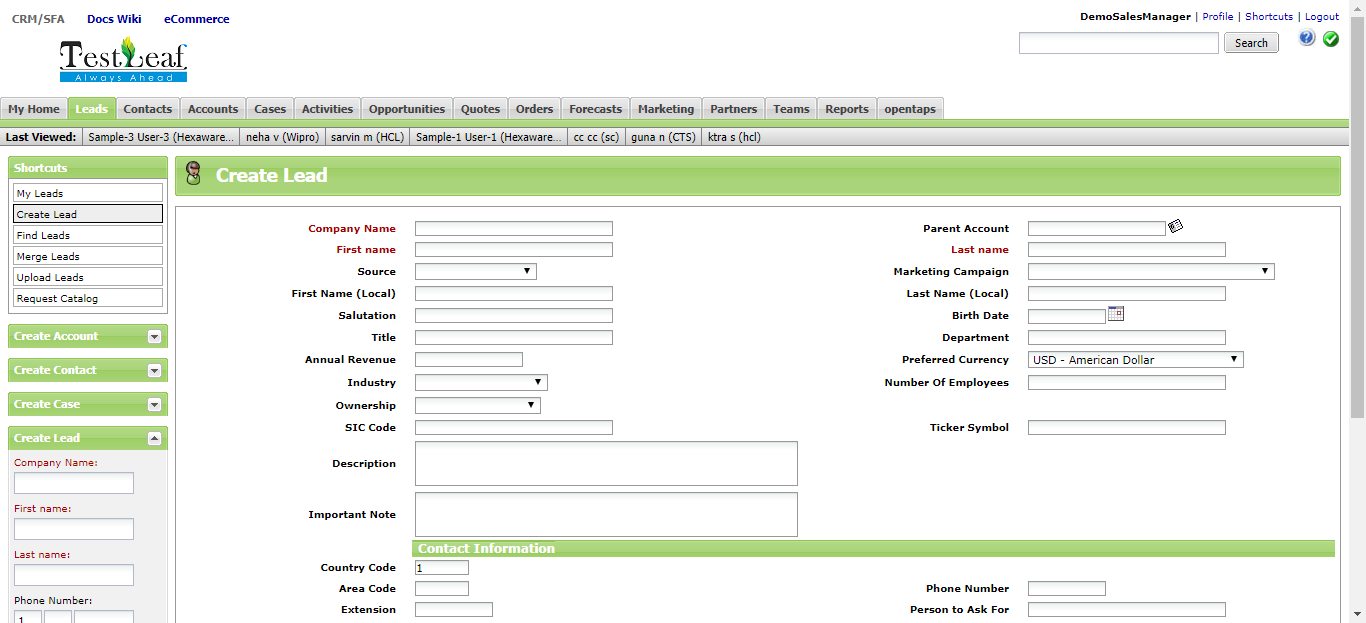 CRM/SFA Docs Wiki eCommerce
DemoSalesManager | Profile | Shortcuts | Logout
TestLeaf
Always Ahead
Search
My Home Leads Contacts Accounts Cases Activities Opportunities Quotes Orders Forecasts Marketing Partners Teams Reports opentaps
Last Viewed: Sample-3 User-3 (Hexaware... neha v (Wipro) sarvin m (HCL) Sample-1 User-1 (Hexaware... cc cc (sc) guna n (CTS) ktra s (hcl)
Shortcuts
My Leads
Create Lead
Find Leads
Merge Leads
Upload Leads
Request Catalog
Create Account
Create Contact
Create Case
Create Lead
Company Name:
First name:
Last name:
Phone Number:
1
Create Lead
Company Name Parent Account
First name Last name
Source Marketing Campaign
First Name (Local) Last Name (Local)
Salutation Birth Date
Title Department
Annual Revenue Preferred Currency USD - American Dollar
Industry Number Of Employees
Ownership
SIC Code Ticker Symbol
Description
Important Note
Contact Information
Country Code 1
Area Code Phone Number
Extension Person to Ask For